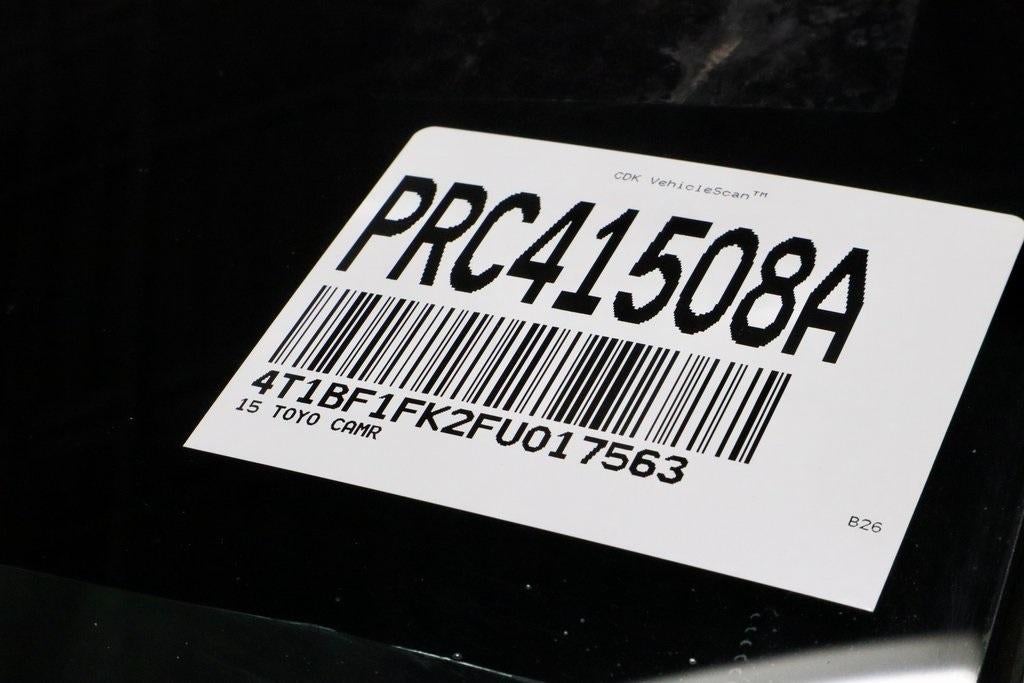 CDK VehicleScan™
PRC41508A
4T1BF1FK2FU017563
15 TOYO CAMR
B26